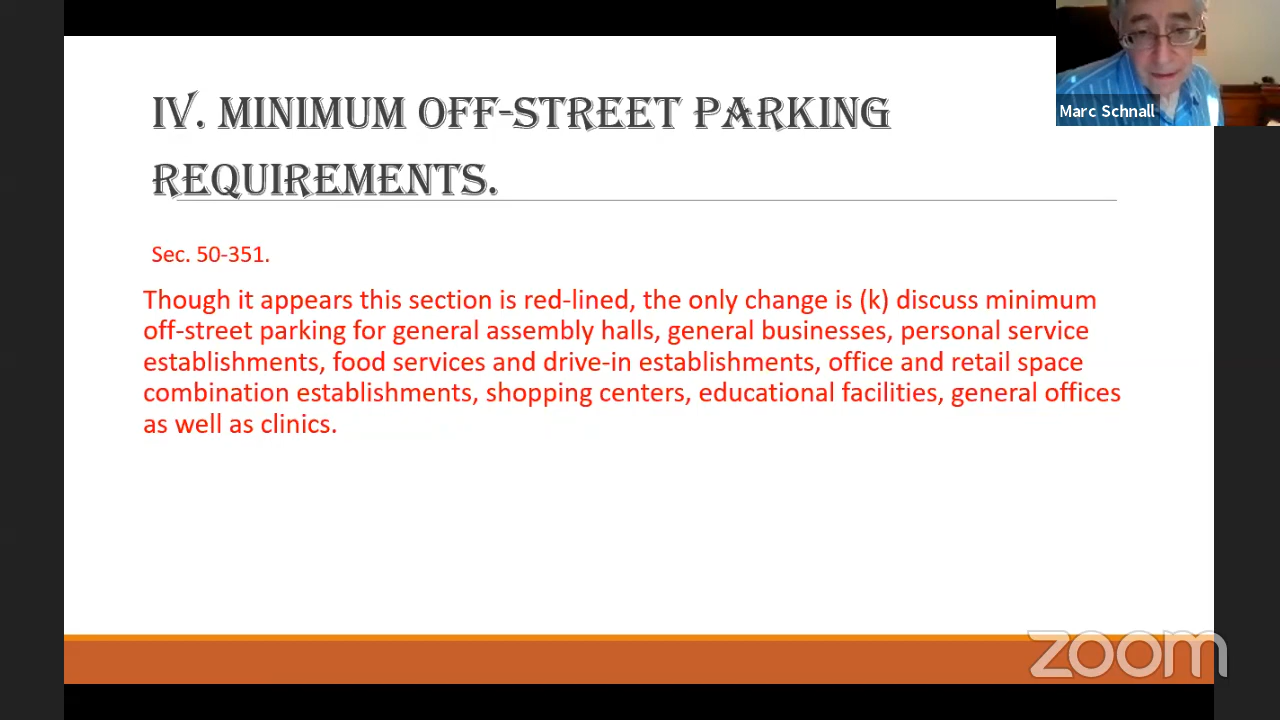 Marc Schnall
IV. MINIMUM OFF-STREET PARKING
REQUIREMENTS.
Sec. 50-351.
Though it appears this section is red-lined, the only change is (k) discuss minimum
off-street parking for general assembly halls, general businesses, personal service
establishments, food services and drive-in establishments, office and retail space
combination establishments, shopping centers, educational facilities, general offices
as well as clinics.
zoom